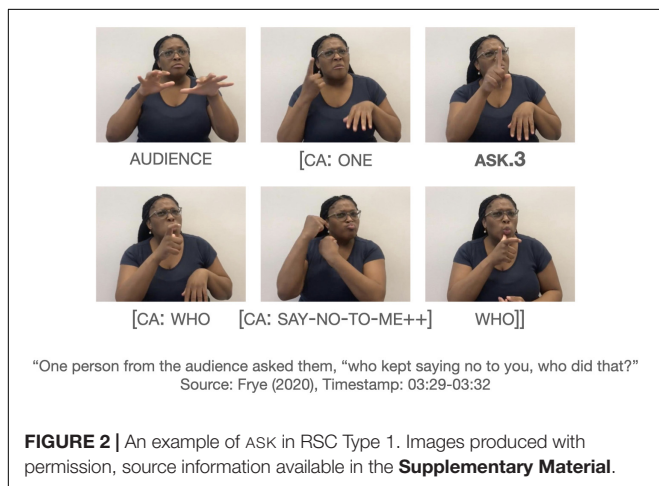 AUDIENCE [CA: ONE ASK.3
[CA: WHO [CA: SAY-NO-TO-ME++] WHO]]
“One person from the audience asked them, “who kept saying no to you, who did that?”
Source: Frye (2020), Timestamp: 03:29-03:32
FIGURE 2 | An example of ASK in RSC Type 1. Images produced with
permission, source information available in the Supplementary Material.